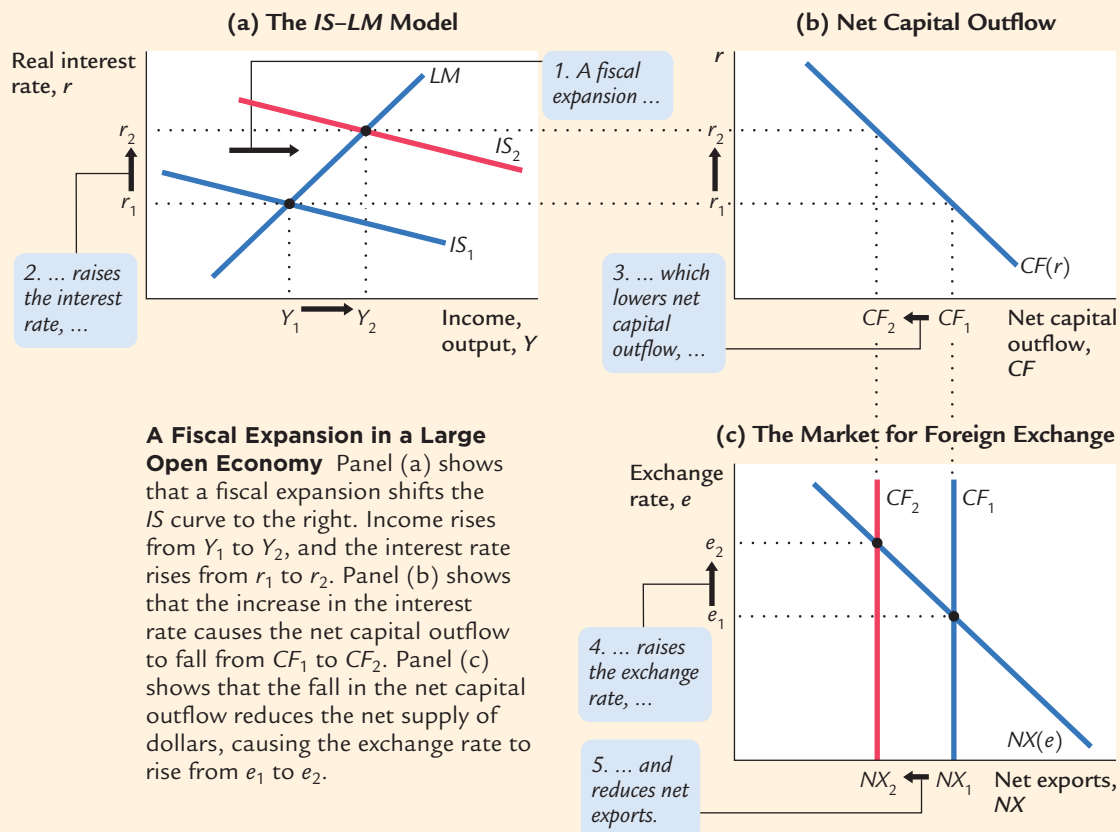 (a) The IS–LM Model
Real interest
rate, r
LM
1. A fiscal
expansion ...
r2
IS2
r1
IS1
2. ... raises
the interest
rate, ...
Y1
Y2
Income,
output, Y
(b) Net Capital Outflow
r
r2
r1
CF(r)
3. ... which
lowers net
capital
outflow, ...
CF2
CF1
Net capital
outflow,
CF
A Fiscal Expansion in a Large
Open Economy Panel (a) shows
that a fiscal expansion shifts the
IS curve to the right. Income rises
from Y1 to Y2, and the interest rate
rises from r1 to r2. Panel (b) shows
that the increase in the interest
rate causes the net capital outflow
to fall from CF1 to CF2. Panel (c)
shows that the fall in the net capital
outflow reduces the net supply of
dollars, causing the exchange rate to
rise from e1 to e2.
(c) The Market for Foreign Exchange
Exchange
rate, e
CF2
CF1
e2
e1
4. ... raises
the exchange
rate, ...
NX(e)
5. ... and
reduces net
exports.
NX2
NX1
Net exports,
NX